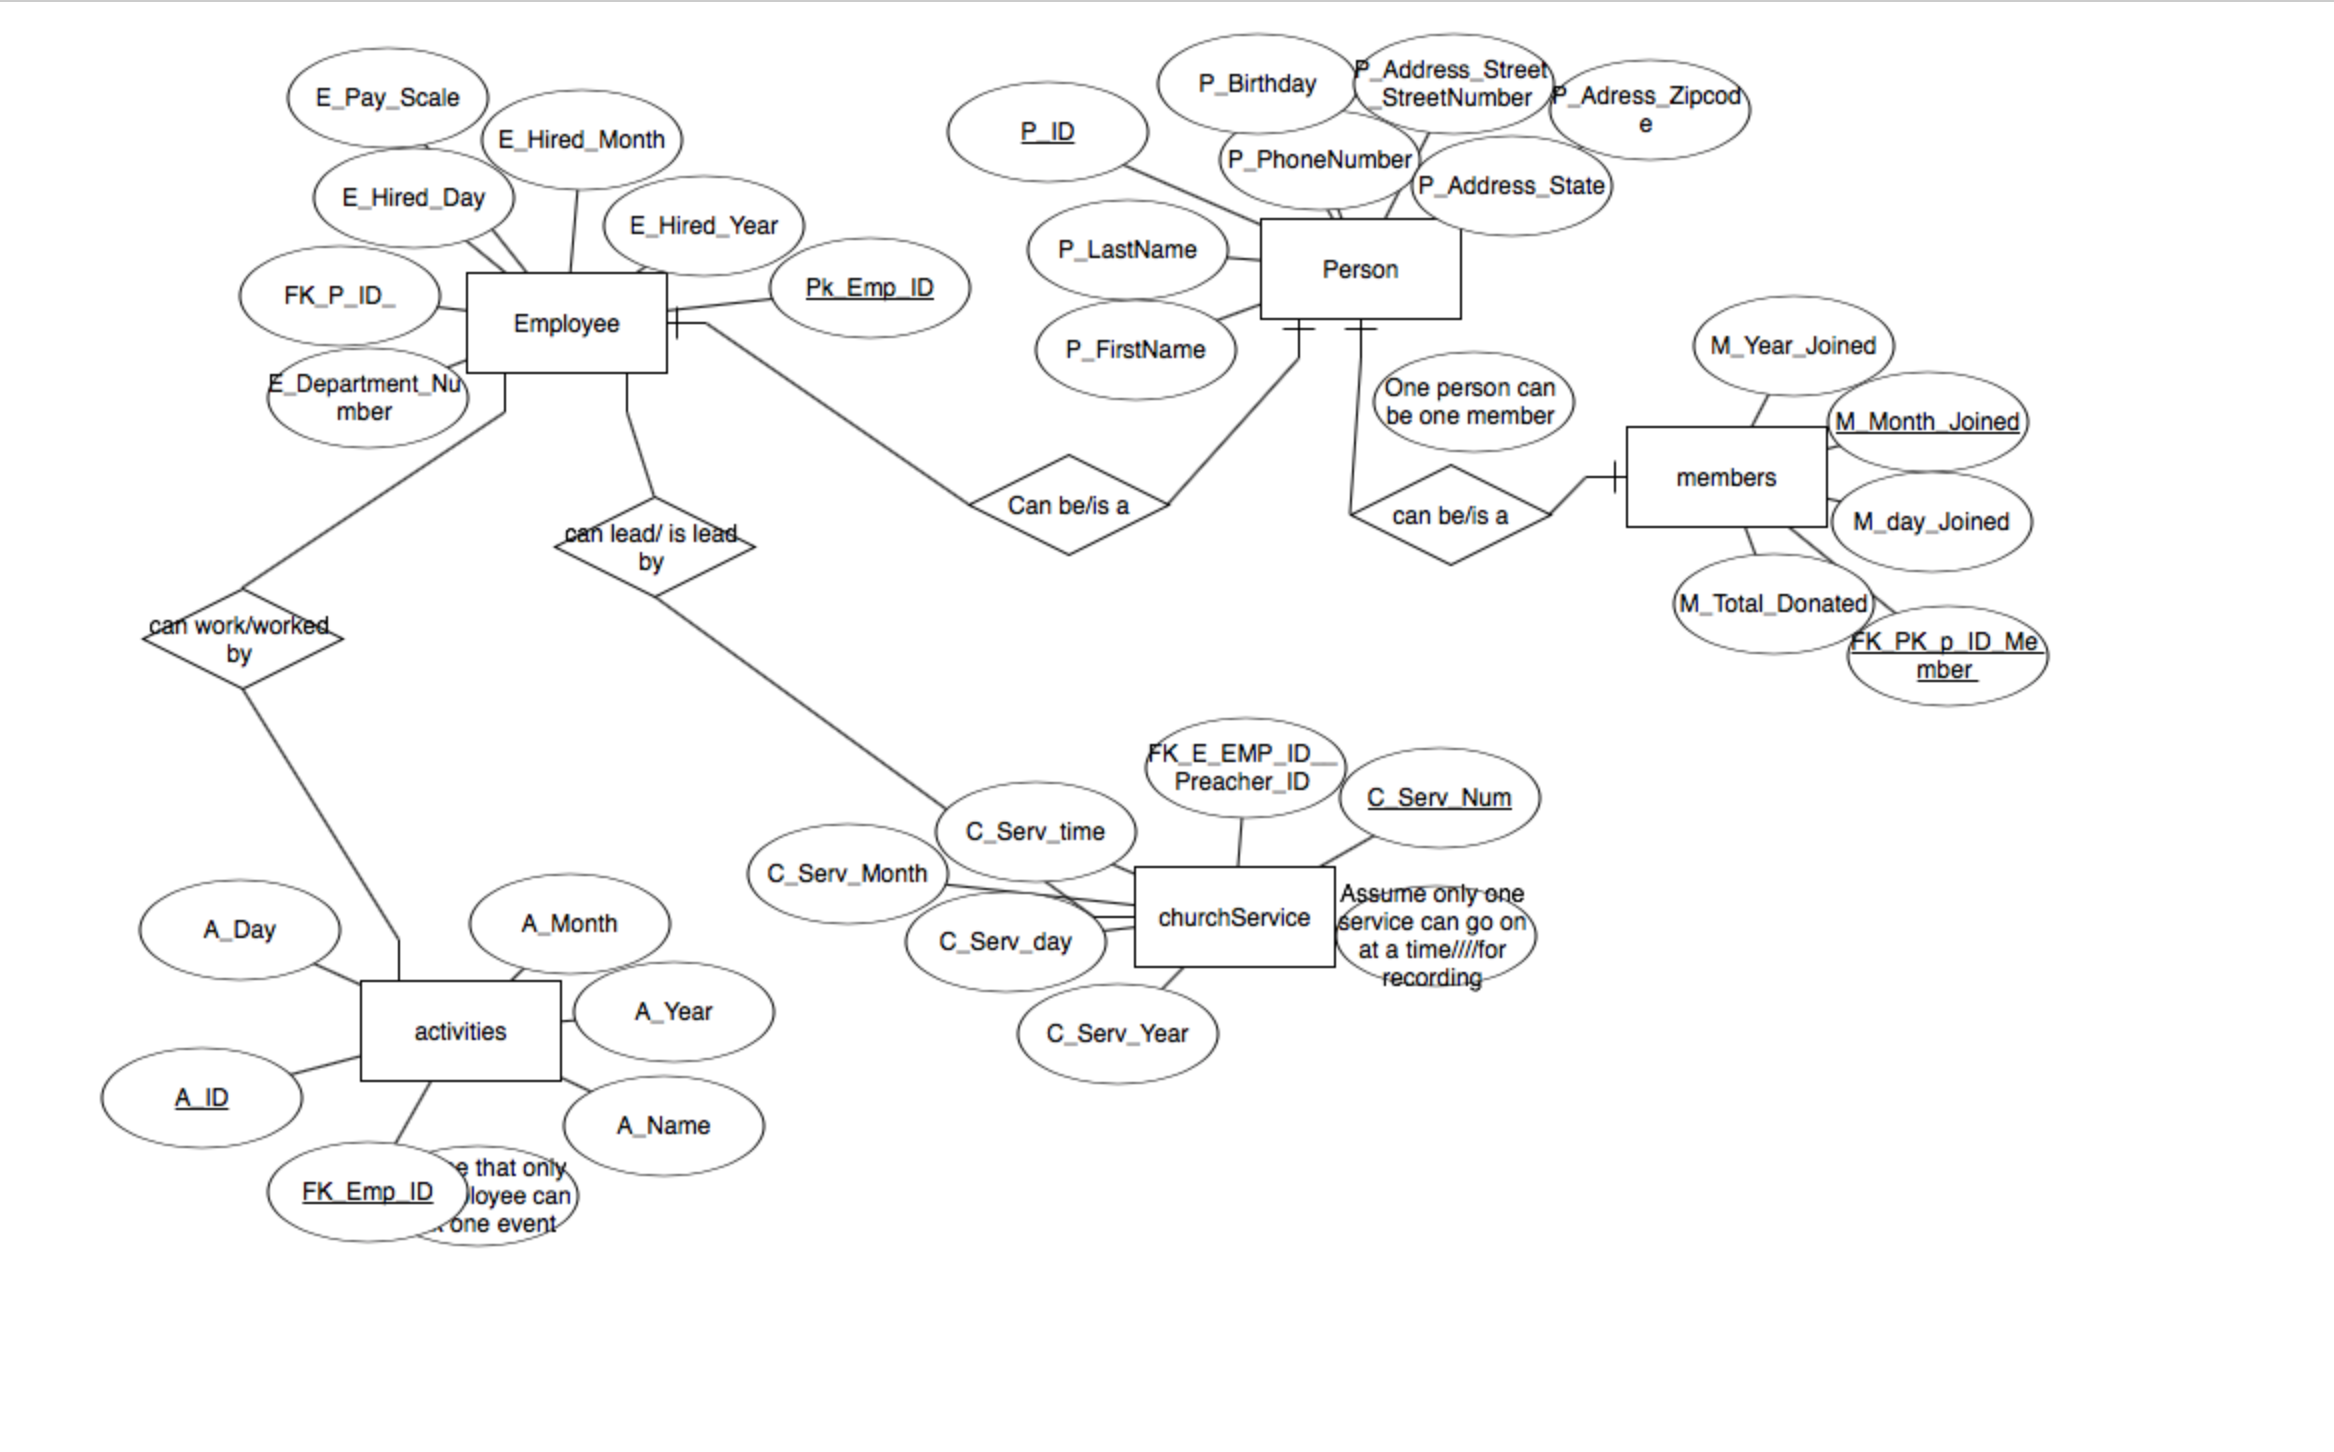 E_Pay_Scale
E_Hired_Month
E_Hired_Day
E_Hired_Year
FK_P_ID_
Pk_Emp_ID
Employee
E_Department_Nu
mber
P_Birthday
P_Address_Street
_StreetNumber
P_Adress_Zipcod
e
P_ID
P_PhoneNumber
P_Address_State
P_LastName
Person
P_FirstName
One person can
be one member
M_Year_Joined
M_Month_Joined
members
M_day_Joined
M_Total_Donated
FK_PK_p_ID_Me
mber_
Can be/is a
can be/is a
can lead/ is lead
by
can work/worked
by
FK_E_EMP_ID__
Preacher_ID
C_Serv_Num
C_Serv_time
C_Serv_Month
churchService
C_Serv_day
C_Serv_Year
Assume only one
service can go on
at a time////for
recording
A_Day
A_Month
A_Year
activities
A_ID
A_Name
FK_Emp_ID
that only
can
one event